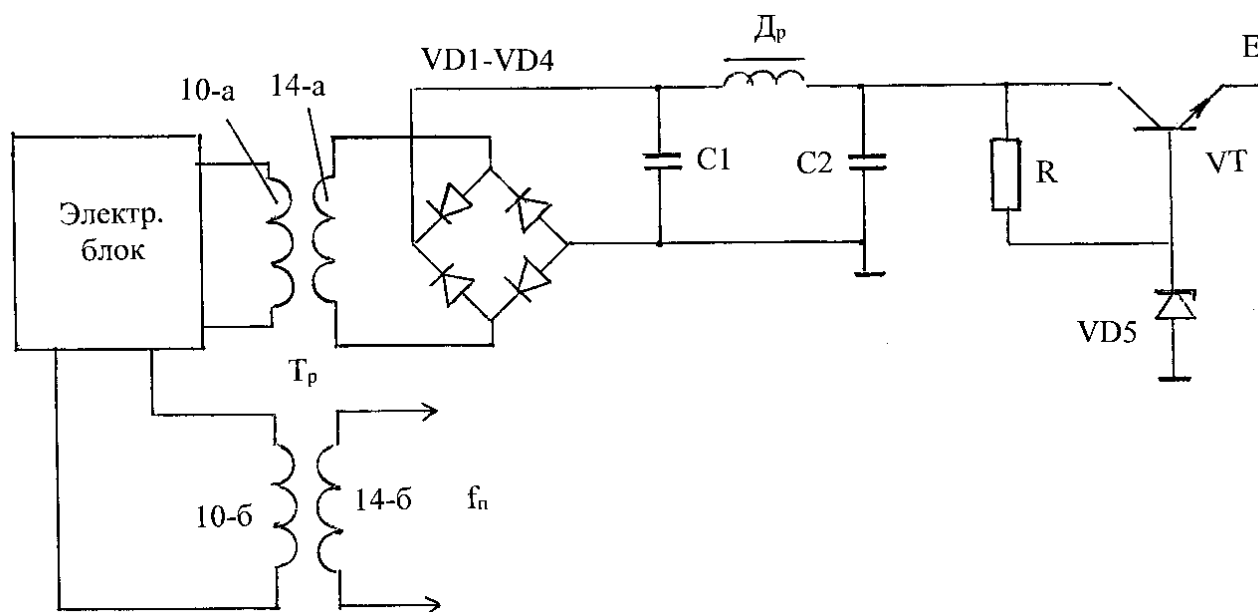 Др
E
VD1-VD4
10-а
14-а
C1
C2
R
VT
Электр.
блок
VD5
Тр
10-б
14-б
fп